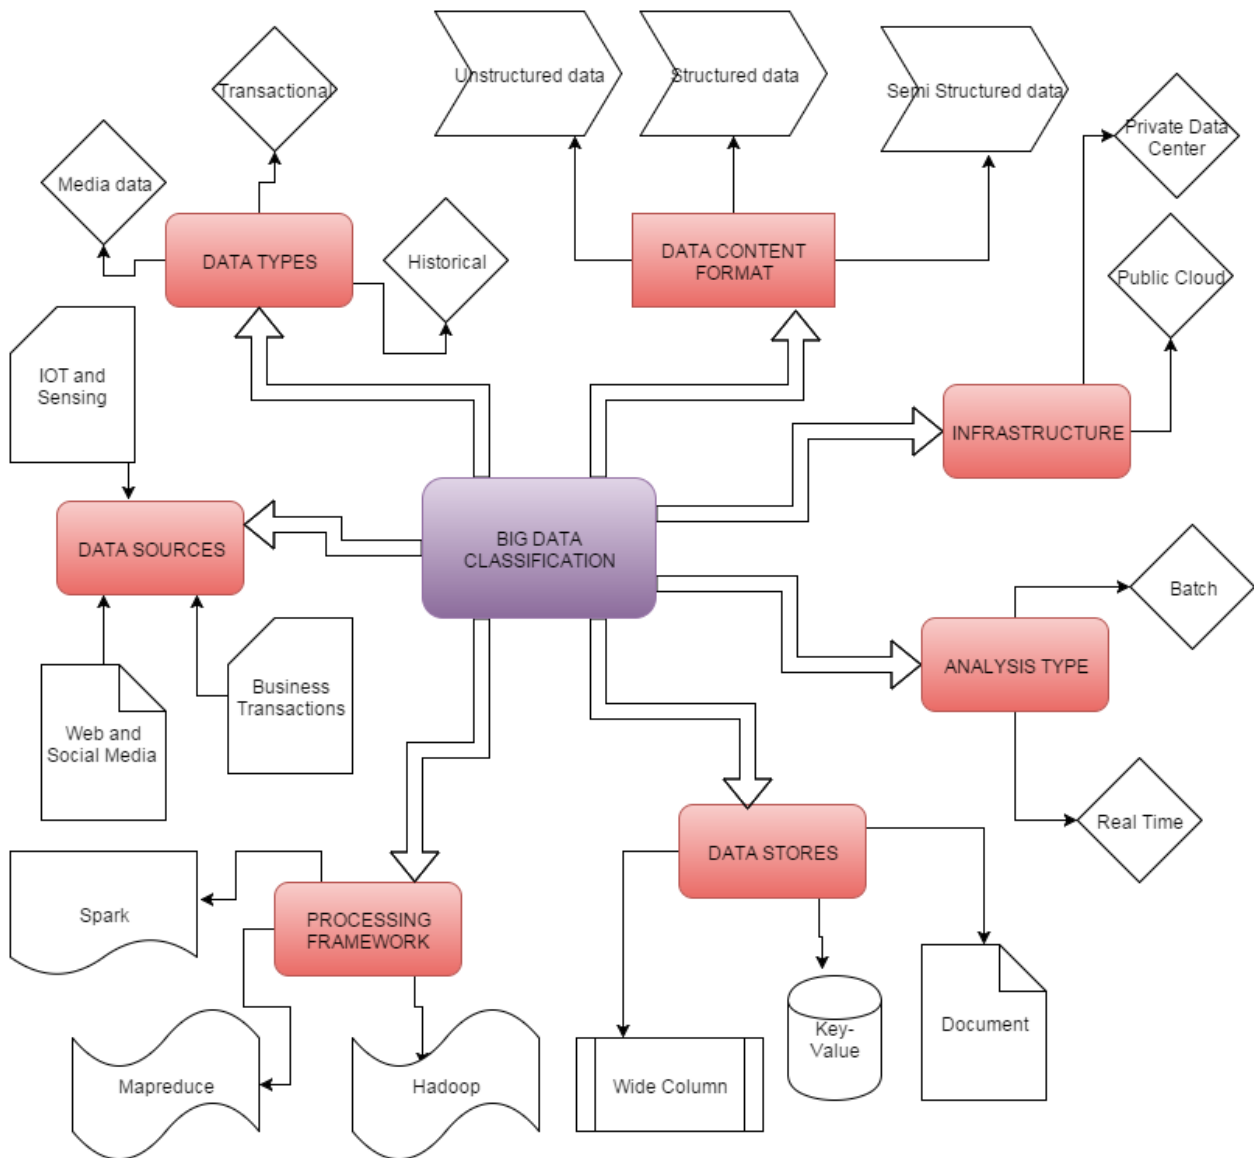 Transactional
Unstructured data
Structured data
Semi Structured data
Private Data
Center
Media data
DATA TYPES
Historical
DATA CONTENT
FORMAT
Public Cloud
IOT and
Sensing
INFRASTRUCTURE
DATA SOURCES
BIG DATA
CLASSIFICATION
Batch
ANALYSIS TYPE
Business
Transactions
Web and
Social Media
Real Time
DATA STORES
Spark
PROCESSING
FRAMEWORK
Key-
Value
Document
Mapreduce
Hadoop
Wide Column